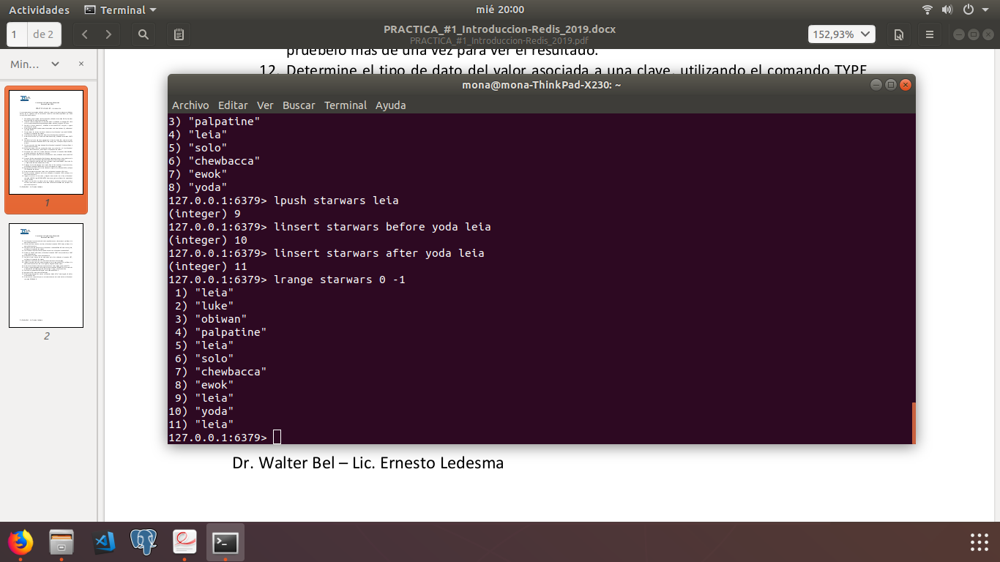 Actividades Terminal mié 20:00
1 de 2 PRACTICA_#1_Introduccion-Redis_2019.docx 152,93%
PRACTICA_#1_Introduccion-Redis_2019.pdf
Min...
pruébelo más de una vez para ver el resultado.
12. Determine el tipo de dato del valor asociada a una clave, utilizando el comando TYPE
mona@mona-ThinkPad-X230: ~
Archivo Editar Ver Buscar Terminal Ayuda
3) "palpatine"
4) "leia"
5) "solo"
6) "chewbacca"
7) "ewok"
8) "yoda"
127.0.0.1:6379> lpush starwars leia
(integer) 9
127.0.0.1:6379> linsert starwars before yoda leia
(integer) 10
127.0.0.1:6379> linsert starwars after yoda leia
(integer) 11
127.0.0.1:6379> lrange starwars 0 -1
1) "leia"
2) "luke"
3) "obiwan"
4) "palpatine"
5) "leia"
6) "solo"
7) "chewbacca"
8) "ewok"
9) "leia"
10) "yoda"
11) "leia"
127.0.0.1:6379>
1
2
Dr. Walter Bel – Lic. Ernesto Ledesma